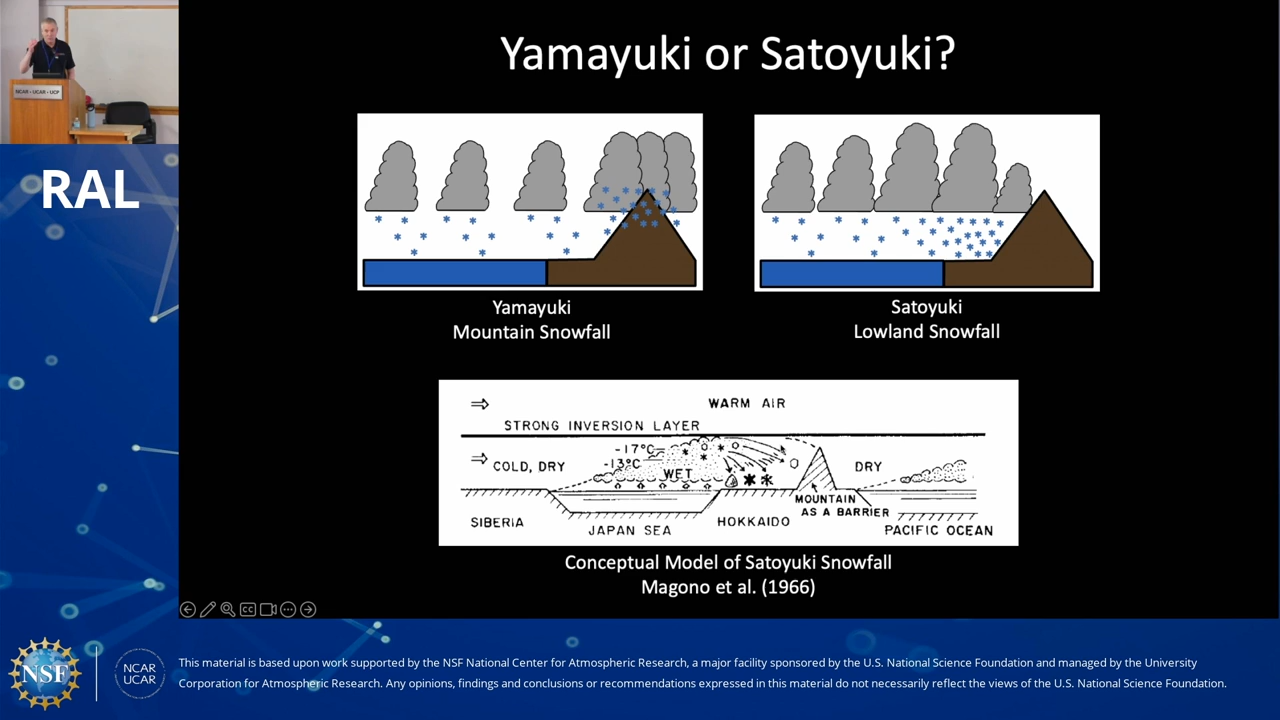 Yamayuki or Satoyuki?
NCAR • UCAR • UCP
RAL
Yamayuki
Mountain Snowfall
Satoyuki
Lowland Snowfall
WARM AIR
STRONG INVERSION LAYER
-17°C
-13°C
COLD, DRY
WET
DRY
MOUNTAIN
AS A BARRIER
SIBERIA
JAPAN SEA
HOKKAIDO
PACIFIC OCEAN
Conceptual Model of Satoyuki Snowfall
Magono et al. (1966)
CC
NSF
NCAR
UCAR
This material is based upon work supported by the NSF National Center for Atmospheric Research, a major facility sponsored by the U.S. National Science Foundation and managed by the University
Corporation for Atmospheric Research. Any opinions, findings and conclusions or recommendations expressed in this material do not necessarily reflect the views of the U.S. National Science Foundation.